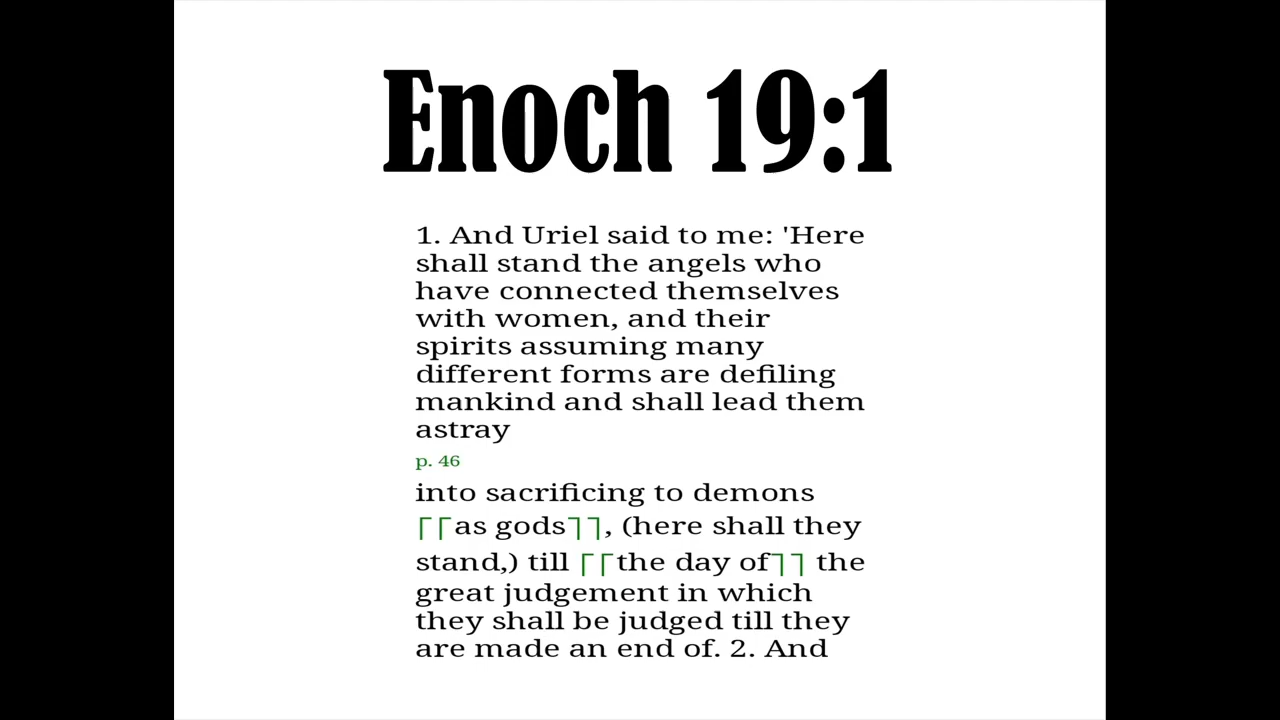 Enoch 19:1
1. And Uriel said to me: 'Here
shall stand the angels who
have connected themselves
with women, and their
spirits assuming many
different forms are defiling
mankind and shall lead them
astray
p. 46
into sacrificing to demons
⌈⌈as gods⌉⌉, (here shall they
stand,) till ⌈⌈the day of⌉⌉ the
great judgement in which
they shall be judged till they
are made an end of. 2. And